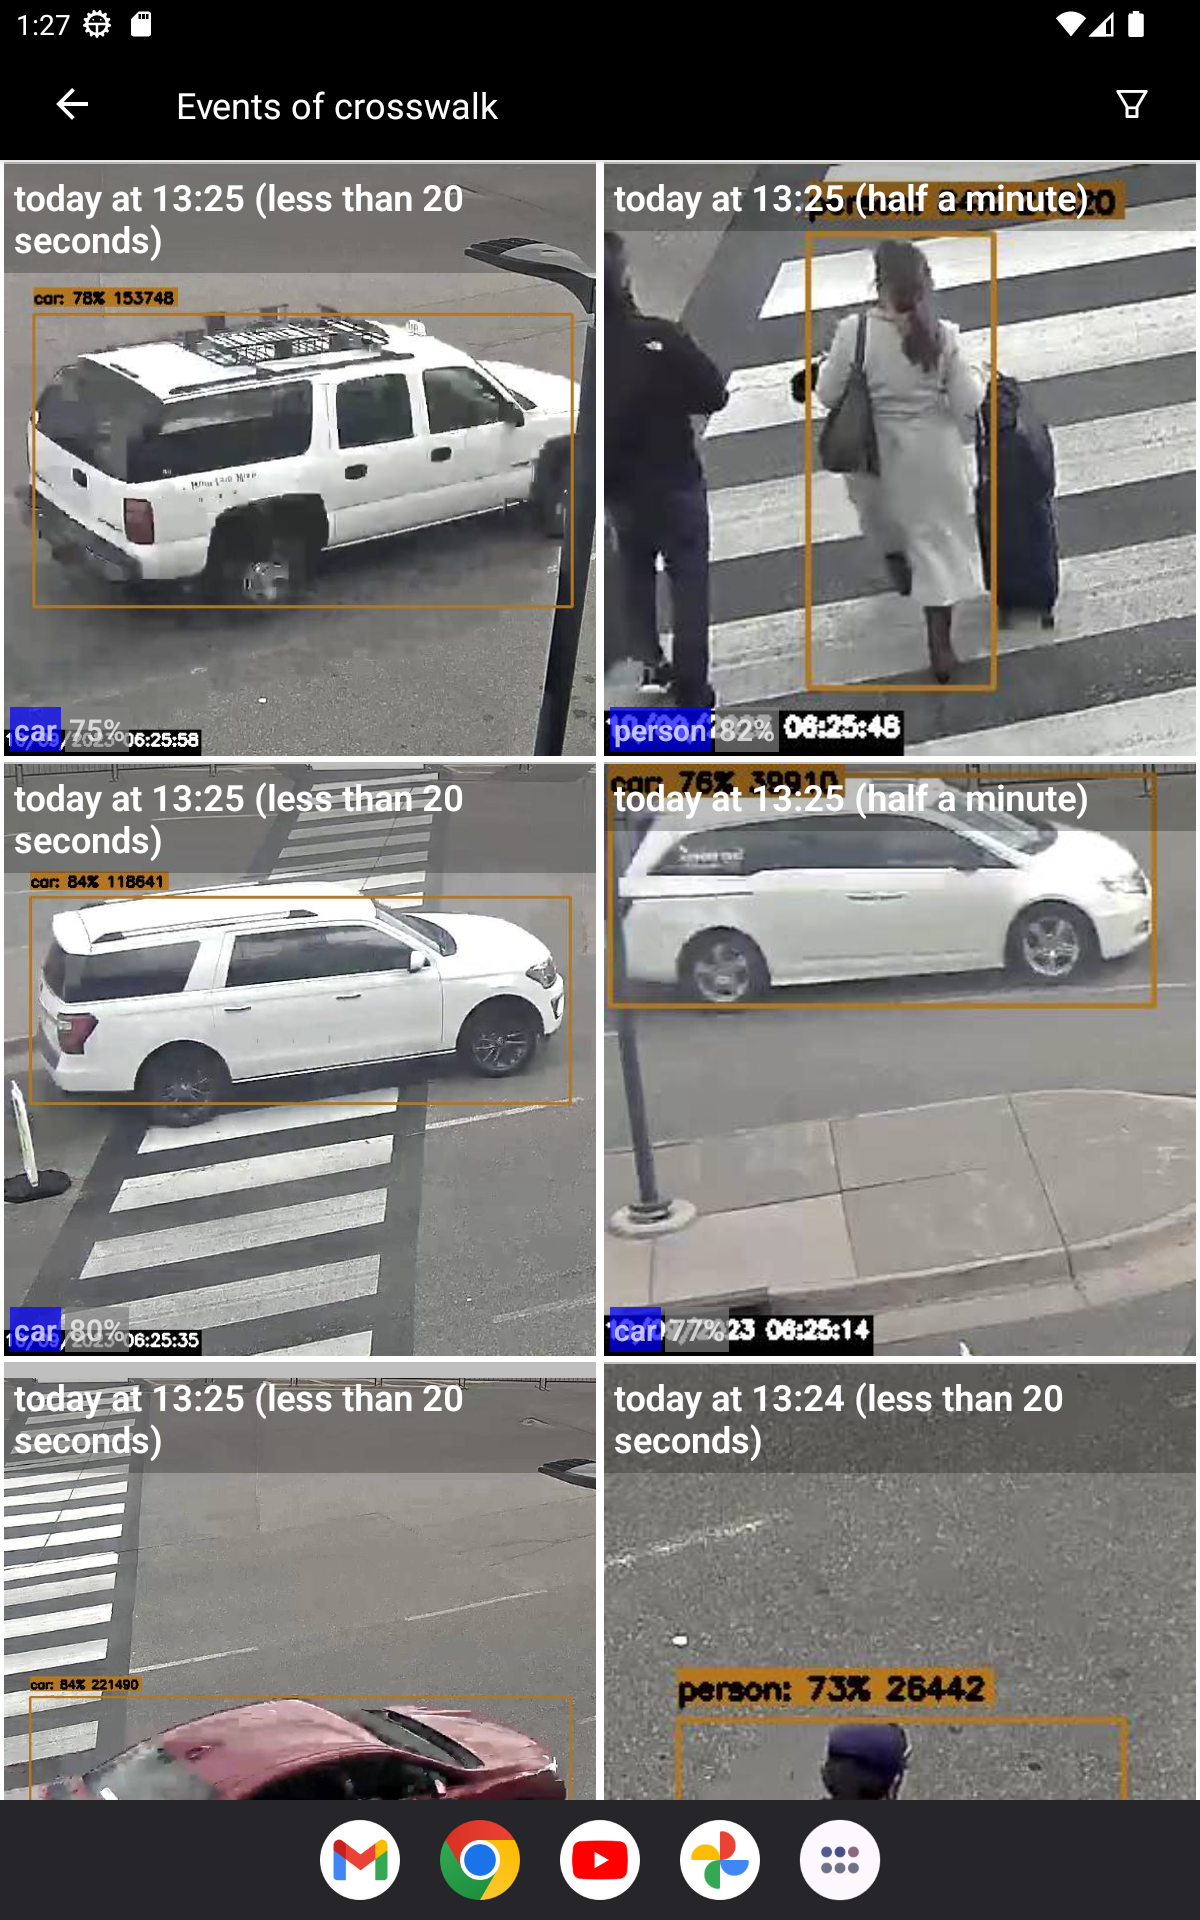 1:27
Events of crosswalk
today at 13:25 (less than 20
seconds)
car: 78% 153748
car 75%
06:25:58
today at 13:25 (half a minute)
person 82%
06:25:48
today at 13:25 (less than 20
seconds)
car: 84% 118641
car 80%
06:25:35
car: 76% 39910
today at 13:25 (half a minute)
car 77% 23 06:25:14
today at 13:25 (less than 20
seconds)
car: 84% 221490
today at 13:24 (less than 20
seconds)
person: 73% 26442